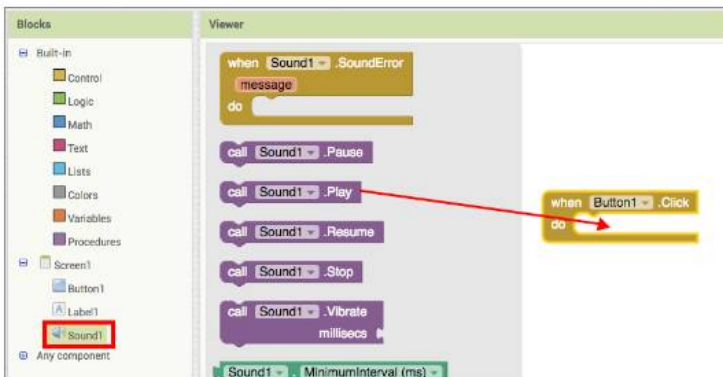 Blocks
Viewer
Built-in
Control
Logic
Math
Text
Lists
Colors
Variables
Procedures
Screen1
Button1
A Label1
Sound1
Any component
when Sound1 .SoundError
message
do
call Sound1 .Pause
call Sound1 .Play
call Sound1 .Resume
call Sound1 .Stop
call Sound1 .Vibrate
millisecs
Sound1 . MinimumInterval (ms)
when Button1 .Click
do